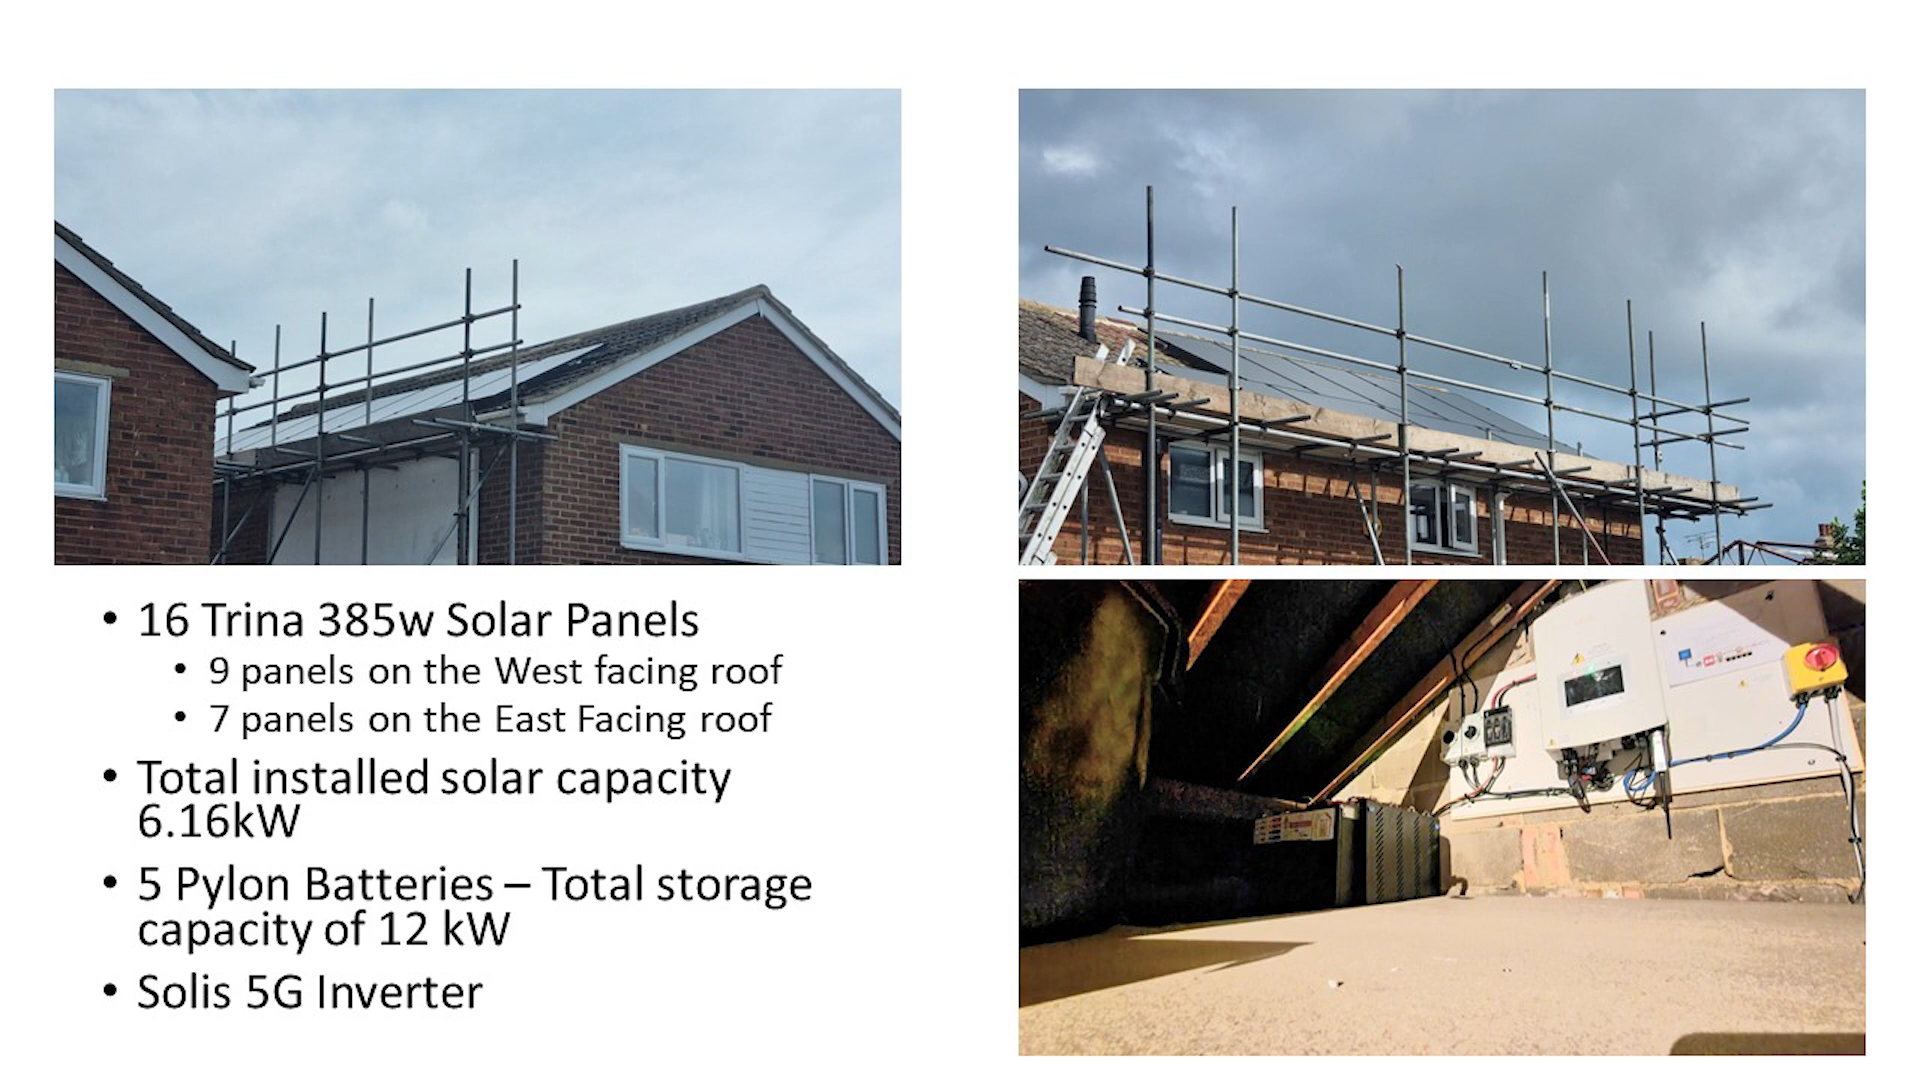 • 16 Trina 385w Solar Panels
• 9 panels on the West facing roof
• 7 panels on the East Facing roof
• Total installed solar capacity
6.16kW
• 5 Pylon Batteries – Total storage
capacity of 12 kW
• Solis 5G Inverter